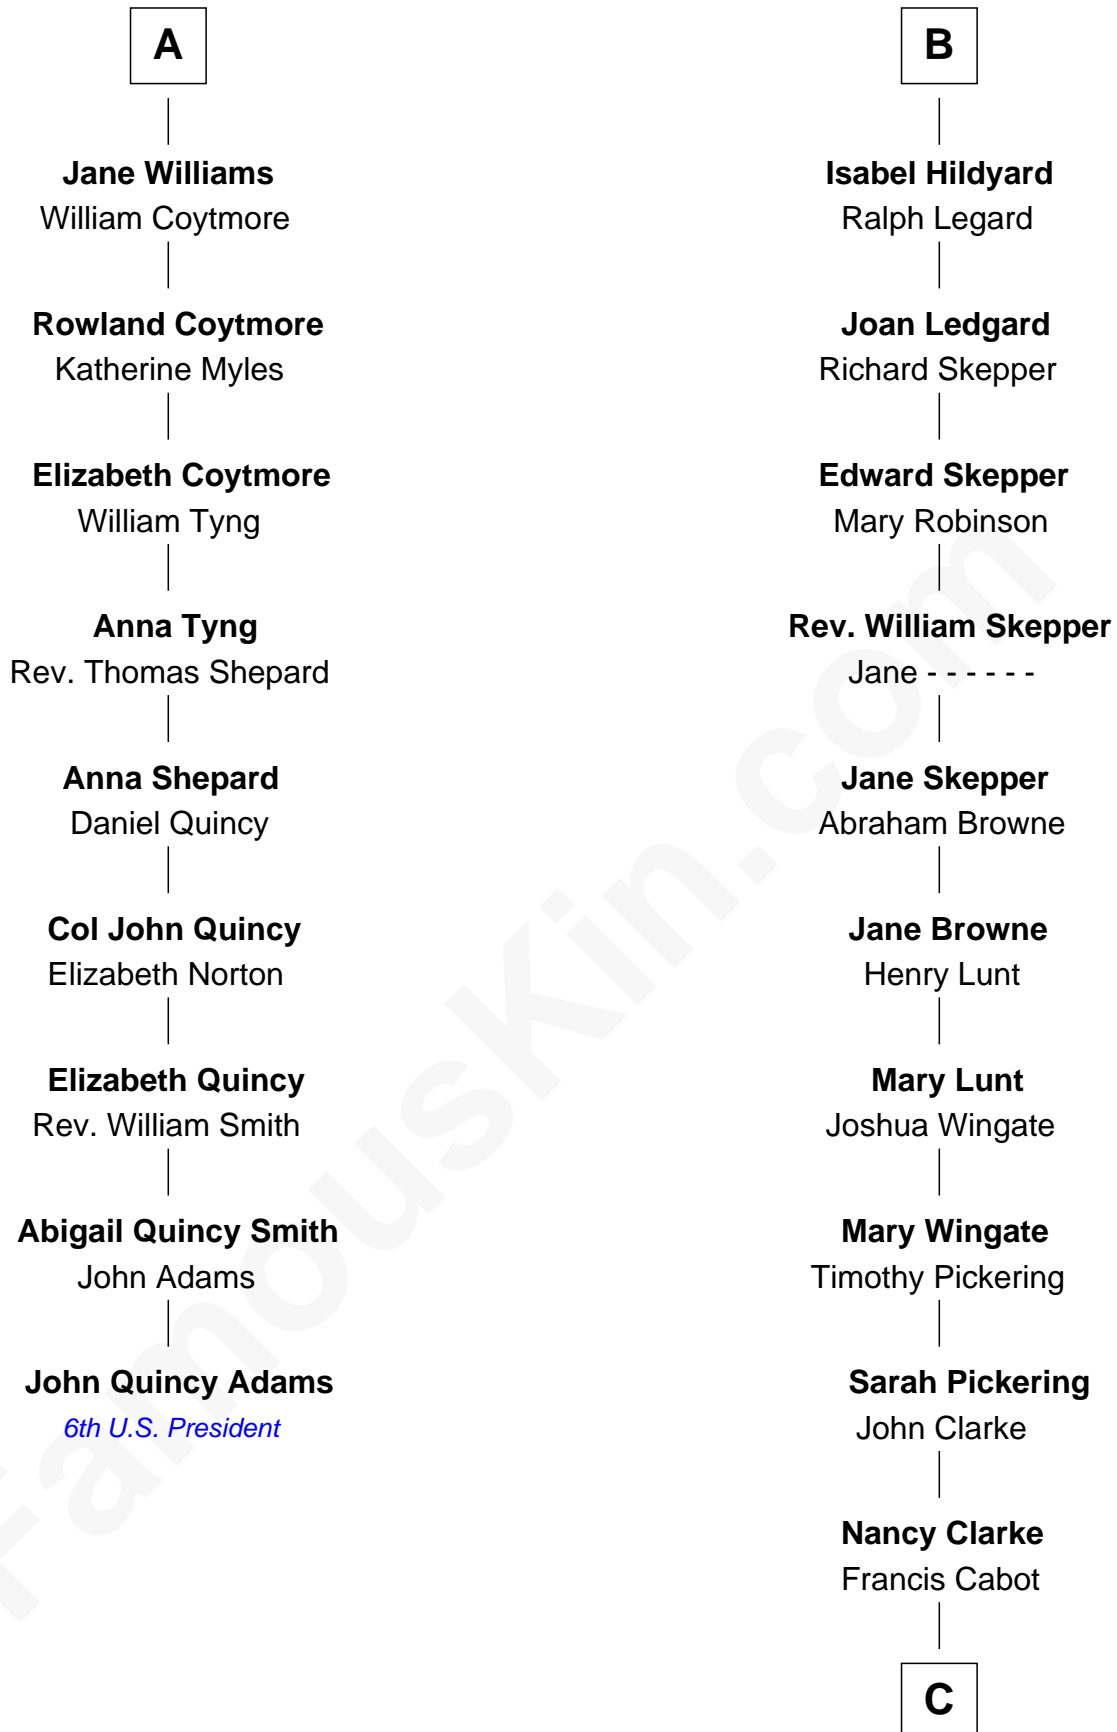 A
Jane Williams
William Coytmore
Rowland Coytmore
Katherine Myles
Elizabeth Coytmore
William Tyng
Anna Tyng
Rev. Thomas Shepard
Anna Shepard
Daniel Quincy
Col John Quincy
Elizabeth Norton
Elizabeth Quincy
Rev. William Smith
Abigail Quincy Smith
John Adams
John Quincy Adams
6th U.S. President
B
Isabel Hildyard
Ralph Legard
Joan Ledgard
Richard Skepper
Edward Skepper
Mary Robinson
Rev. William Skepper
Jane - - - - - -
Jane Skepper
Abraham Browne
Jane Browne
Henry Lunt
Mary Lunt
Joshua Wingate
Mary Wingate
Timothy Pickering
Sarah Pickering
John Clarke
Nancy Clarke
Francis Cabot
C
FamousKin.com